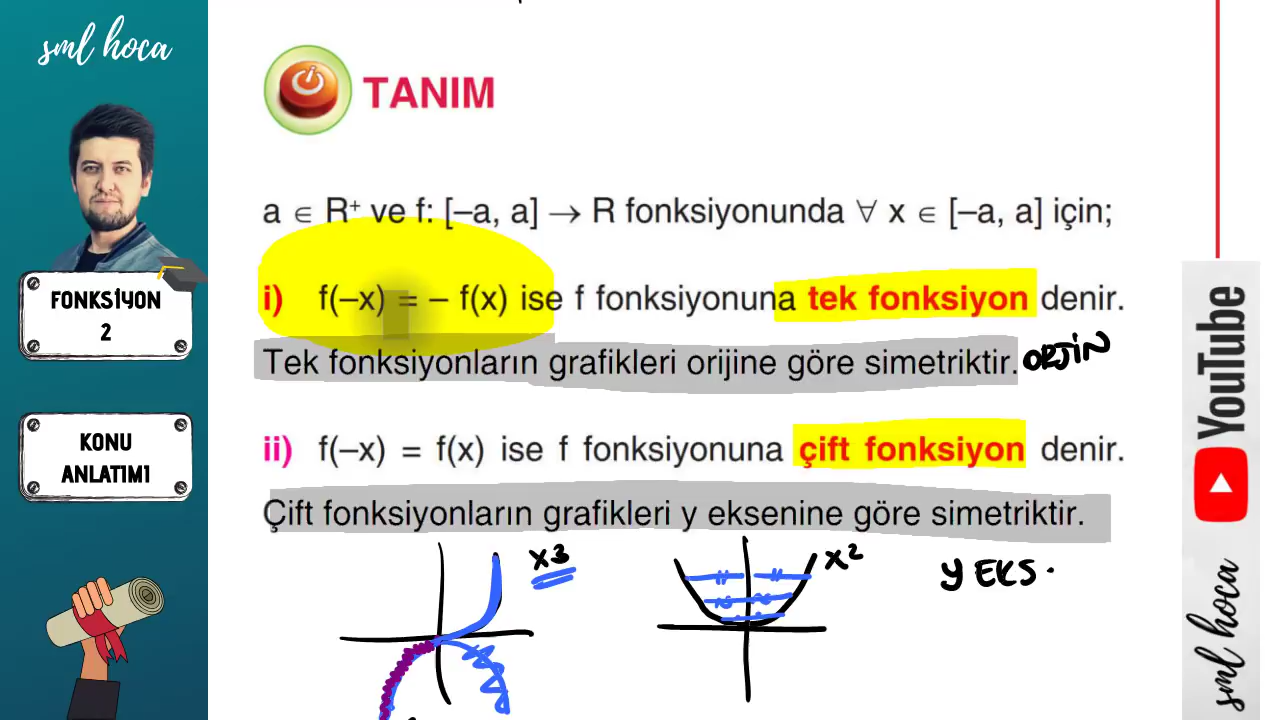 sml hoca
FONKSİYON
2
KONU
ANLATIMI
TANIM
a ∈ R⁺ ve f: [–a, a] → R fonksiyonunda ∀ x ∈ [–a, a] için;
i) f(–x) = – f(x) ise f fonksiyonuna tek fonksiyon denir.
Tek fonksiyonların grafikleri orijine göre simetriktir. ORJİN
ii) f(–x) = f(x) ise f fonksiyonuna çift fonksiyon denir.
Çift fonksiyonların grafikleri y eksenine göre simetriktir.
x3
x2
y EKS.
YouTube
sml hoca